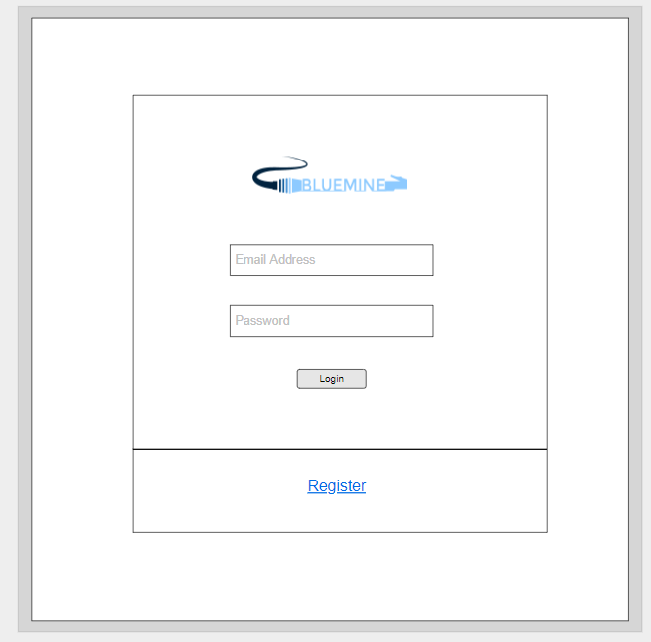 BLUEMINE
Email Address
Password
Login
Register